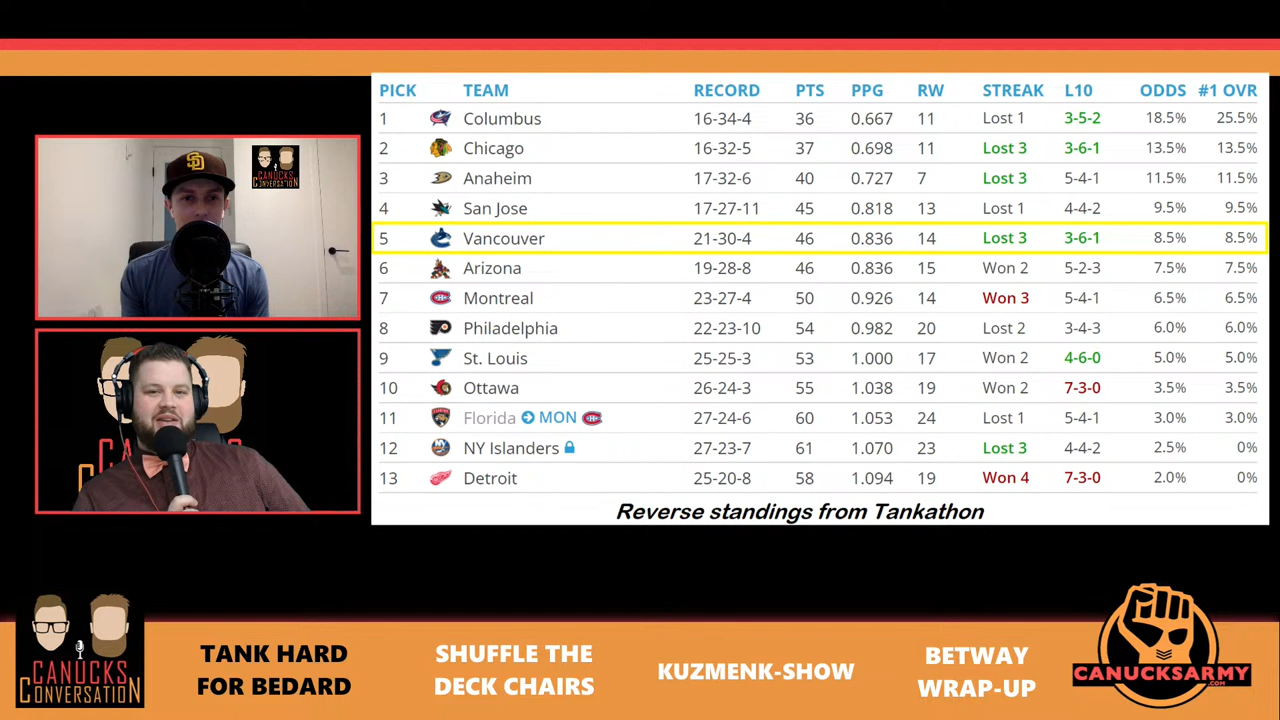 PICK TEAM RECORD PTS PPG RW STREAK L10 ODDS #1 OVR
1 Columbus 16-34-4 36 0.667 11 Lost 1 3-5-2 18.5% 25.5%
2 Chicago 16-32-5 37 0.698 11 Lost 3 3-6-1 13.5% 13.5%
3 Anaheim 17-32-6 40 0.727 7 Lost 3 5-4-1 11.5% 11.5%
4 San Jose 17-27-11 45 0.818 13 Lost 1 4-4-2 9.5% 9.5%
5 Vancouver 21-30-4 46 0.836 14 Lost 3 3-6-1 8.5% 8.5%
6 Arizona 19-28-8 46 0.836 15 Won 2 5-2-3 7.5% 7.5%
7 Montreal 23-27-4 50 0.926 14 Won 3 5-4-1 6.5% 6.5%
8 Philadelphia 22-23-10 54 0.982 20 Lost 2 3-4-3 6.0% 6.0%
9 St. Louis 25-25-3 53 1.000 17 Won 2 4-6-0 5.0% 5.0%
10 Ottawa 26-24-3 55 1.038 19 Won 2 7-3-0 3.5% 3.5%
11 Florida MON 27-24-6 60 1.053 24 Lost 1 5-4-1 3.0% 3.0%
12 NY Islanders 27-23-7 61 1.070 23 Lost 3 4-4-2 2.5% 0%
13 Detroit 25-20-8 58 1.094 19 Won 4 7-3-0 2.0% 0%
Reverse standings from Tankathon
CANUCKS
CONVERSATION
CANUCKS
CONVERSATION
TANK HARD
FOR BEDARD
SHUFFLE THE
DECK CHAIRS
KUZMENK-SHOW
BETWAY
WRAP-UP
CANUCKSARMY
.COM